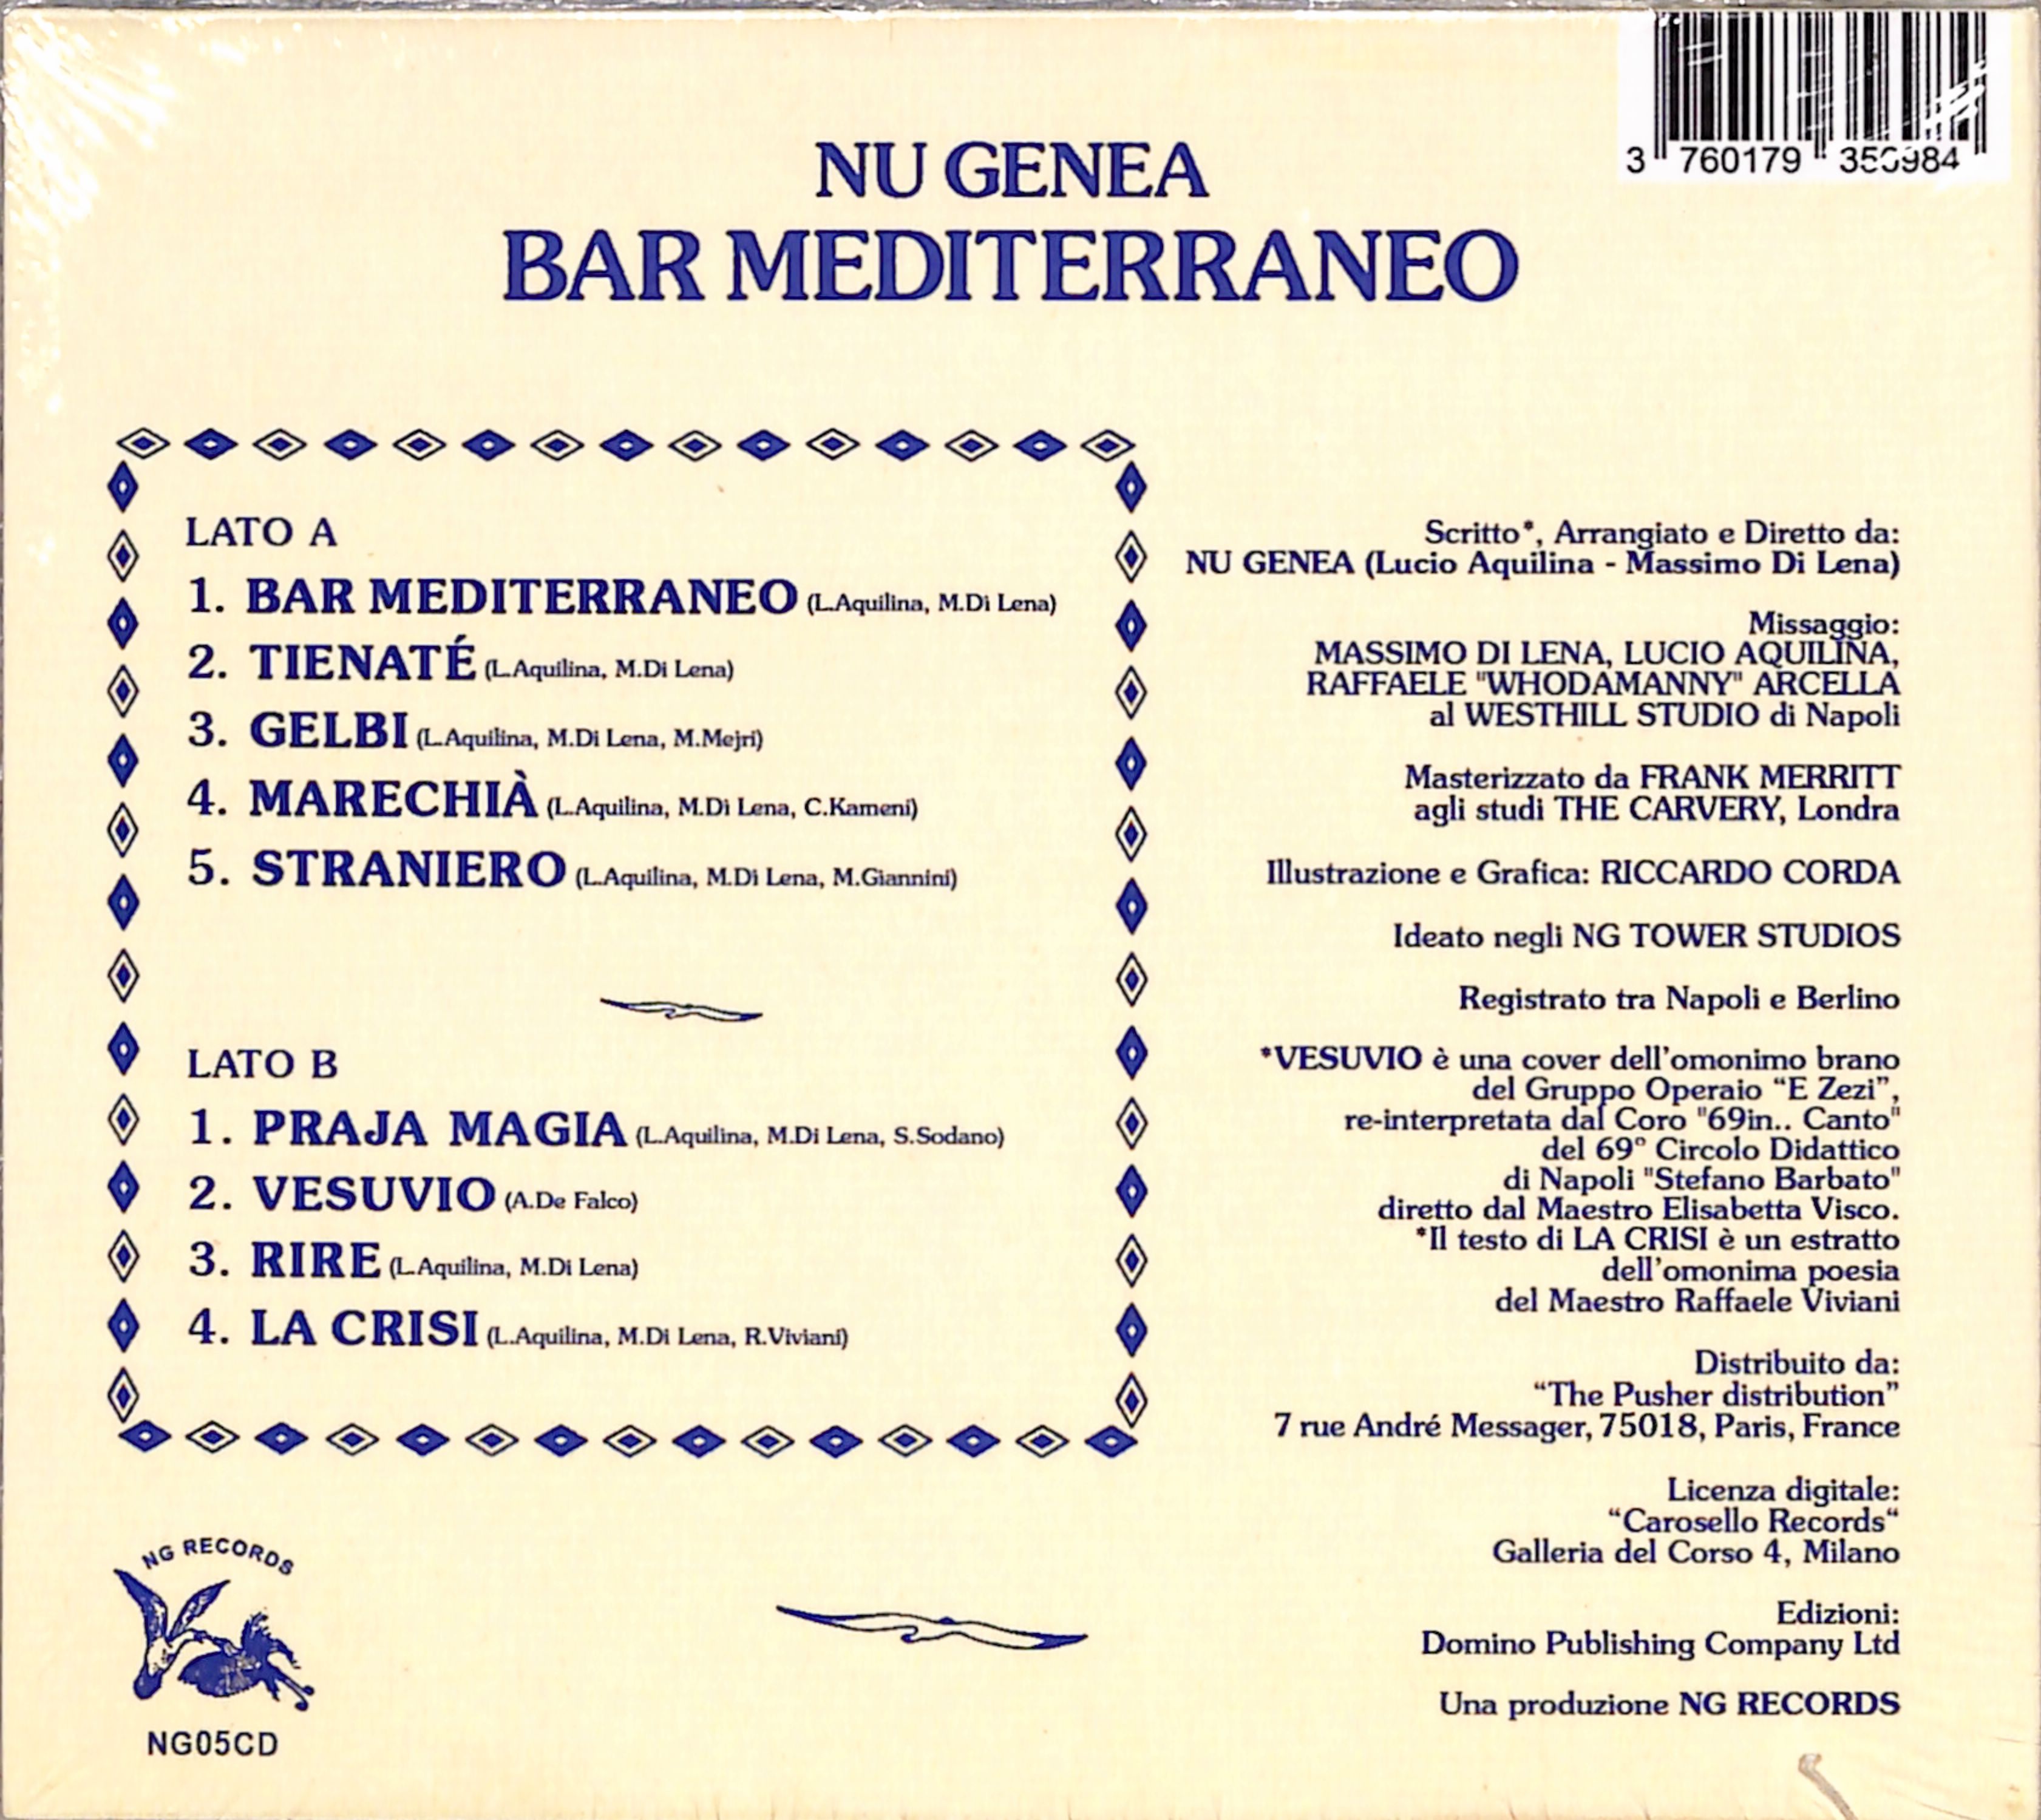 3 760179
NU GENEA
BAR MEDITERRANEO
LATO A
1. BAR MEDITERRANEO (L.Aquilina, M.Di Lena)
2. TIENATÉ (L.Aquilina, M.Di Lena)
3. GELBI (L.Aquilina, M.Di Lena, M.Mejri)
4. MARECHIÀ (L.Aquilina, M.Di Lena, C.Kameni)
5. STRANIERO (L.Aquilina, M.Di Lena, M.Giannini)
LATO B
1. PRAJA MAGIA (L.Aquilina, M.Di Lena, S.Sodano)
2. VESUVIO (A.De Falco)
3. RIRE (L.Aquilina, M.Di Lena)
4. LA CRISI (L.Aquilina, M.Di Lena, R.Viviani)
Scritto*, Arrangiato e Diretto da:
NU GENEA (Lucio Aquilina - Massimo Di Lena)
Missaggio:
MASSIMO DI LENA, LUCIO AQUILINA,
RAFFAELE "WHODAMANNY" ARCELLA
al WESTHILL STUDIO di Napoli
Masterizzato da FRANK MERRITT
agli studi THE CARVERY, Londra
Illustrazione e Grafica: RICCARDO CORDA
Ideato negli NG TOWER STUDIOS
Registrato tra Napoli e Berlino
*VESUVIO è una cover dell'omonimo brano
del Gruppo Operaio “E Zezi”,
re-interpretata dal Coro "69in.. Canto"
del 69° Circolo Didattico
di Napoli "Stefano Barbato"
diretto dal Maestro Elisabetta Visco.
*Il testo di LA CRISI è un estratto
dell'omonima poesia
del Maestro Raffaele Viviani
Distribuito da:
“The Pusher distribution”
7 rue André Messager, 75018, Paris, France
Licenza digitale:
“Carosello Records“
Galleria del Corso 4, Milano
Edizioni:
Domino Publishing Company Ltd
Una produzione NG RECORDS
NG RECORDS
NG05CD